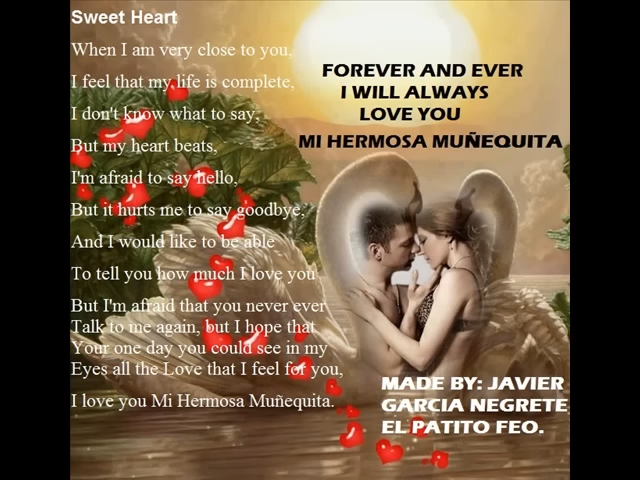 Sweet Heart
When I am very close to you,
I feel that my life is complete,
I don't know what to say,
But my heart beats,
I'm afraid to say hello,
But it hurts me to say goodbye,
And I would like to be able
To tell you how much I love you
But I'm afraid that you never ever
Talk to me again, but I hope that
Your one day you could see in my
Eyes all the Love that I feel for you,
I love you Mi Hermosa Muñequita.
FOREVER AND EVER
I WILL ALWAYS
LOVE YOU
MI HERMOSA MUÑEQUITA
MADE BY: JAVIER
GARCIA NEGRETE
EL PATITO FEO.